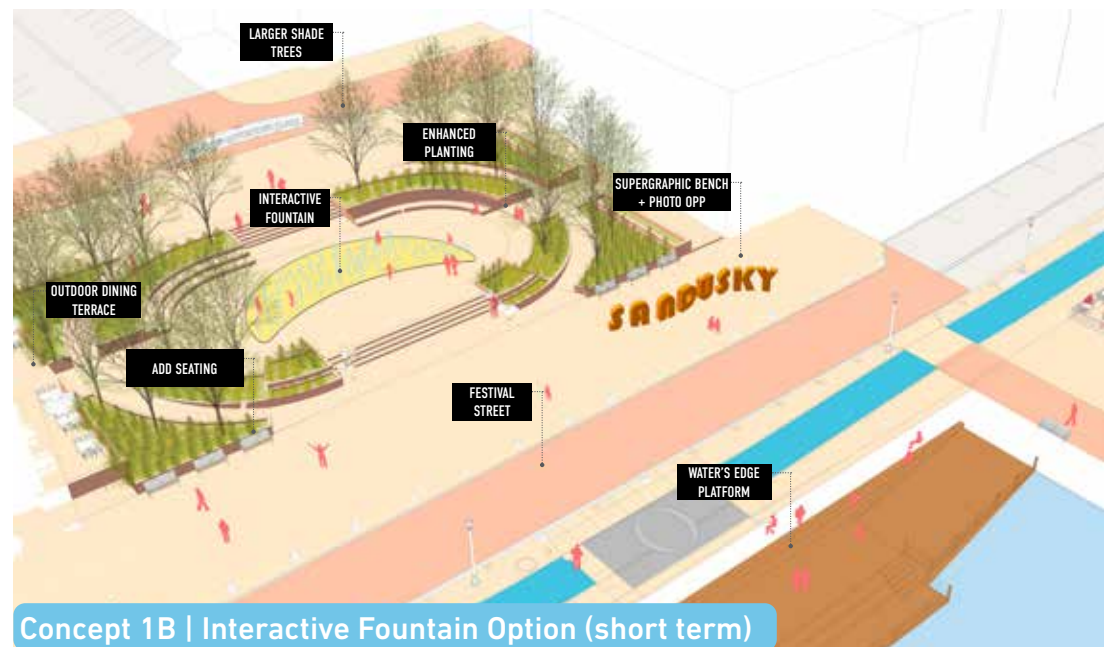 LARGER SHADE
TREES
ENHANCED
PLANTING
SUPERGRAPHIC BENCH
+ PHOTO OPP
INTERACTIVE
FOUNTAIN
OUTDOOR DINING
TERRACE
SANDUSKY
ADD SEATING
FESTIVAL
STREET
WATER'S EDGE
PLATFORM
Concept 1B | Interactive Fountain Option (short term)